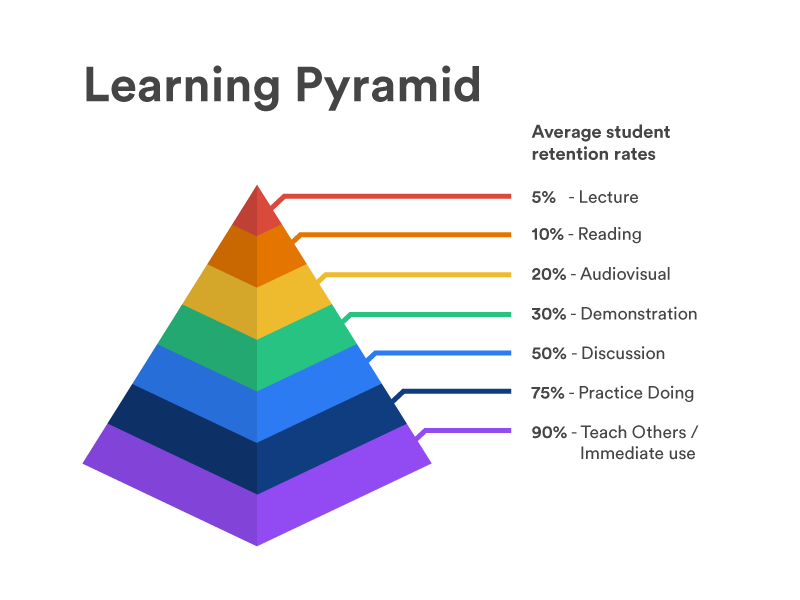 Learning Pyramid
Average student
retention rates
5% - Lecture
10% - Reading
20% - Audiovisual
30% - Demonstration
50% - Discussion
75% - Practice Doing
90% - Teach Others /
Immediate use